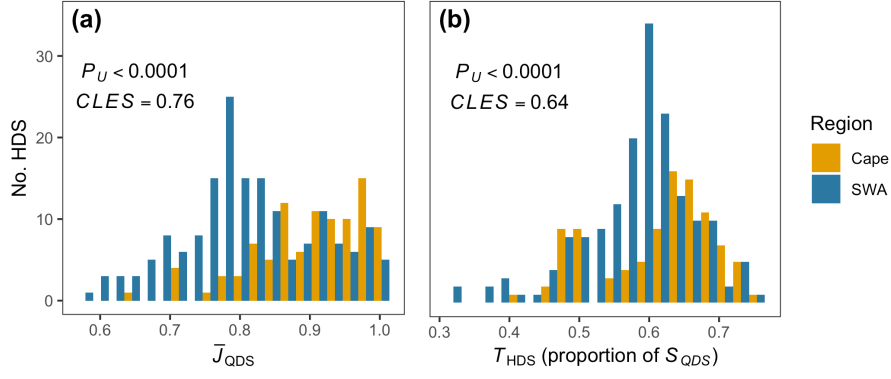 (a)
P_U < 0.0001
CLES = 0.76
No. HDS
30
20
10
0
0.6 0.7 0.8 0.9 1.0
J̅_QDS
(b)
P_U < 0.0001
CLES = 0.64
0.3 0.4 0.5 0.6 0.7
T_HDS (proportion of S_QDS)
Region
Cape
SWA